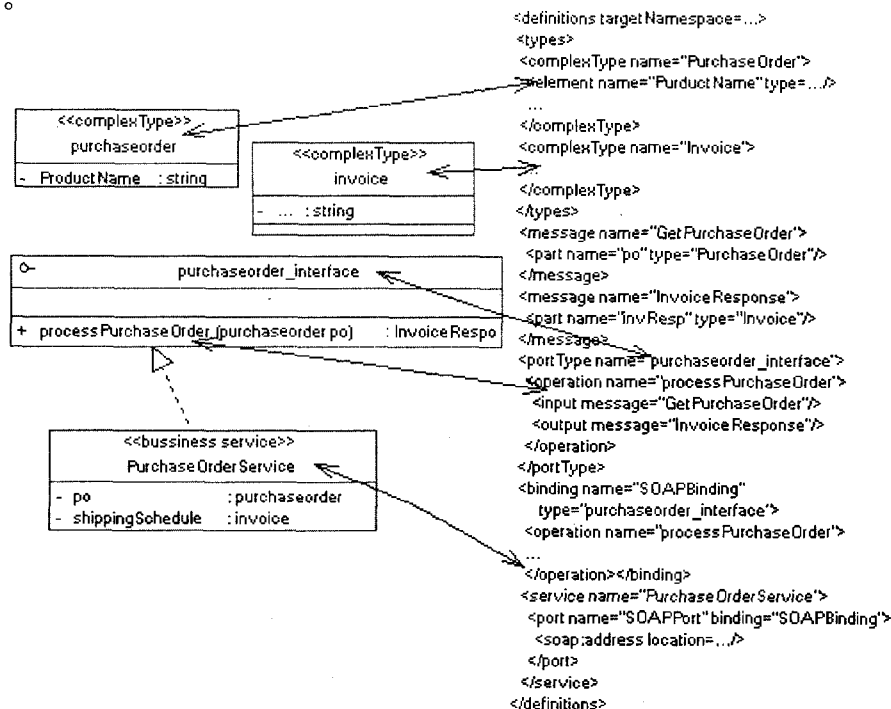 <<complexType>>
purchaseorder
- ProductName : string
<<complexType>>
invoice
- ... : string
purchaseorder_interface
+ processPurchaseOrder (purchaseorder po) : InvoiceRespo
<<bussiness service>>
PurchaseOrderService
- po : purchaseorder
- shippingSchedule : invoice
<definitions targetNamespace=...>
<types>
<complexType name="PurchaseOrder">
<element name="PurductName" type=.../>
...
</complexType>
<complexType name="Invoice">
...
</complexType>
</types>
<message name="GetPurchaseOrder">
<part name="po" type="PurchaseOrder"/>
</message>
<message name="InvoiceResponse">
<part name="invResp" type="Invoice"/>
</message>
<portType name="purchaseorder_interface">
<operation name="processPurchaseOrder">
<input message="GetPurchaseOrder"/>
<output message="InvoiceResponse"/>
</operation>
</portType>
<binding name="SOAPBinding"
type="purchaseorder_interface">
<operation name="processPurchaseOrder">
...
</operation></binding>
<service name="PurchaseOrderService">
<port name="SOAPPort" binding="SOAPBinding">
<soap:address location=.../>
</port>
</service>
</definitions>